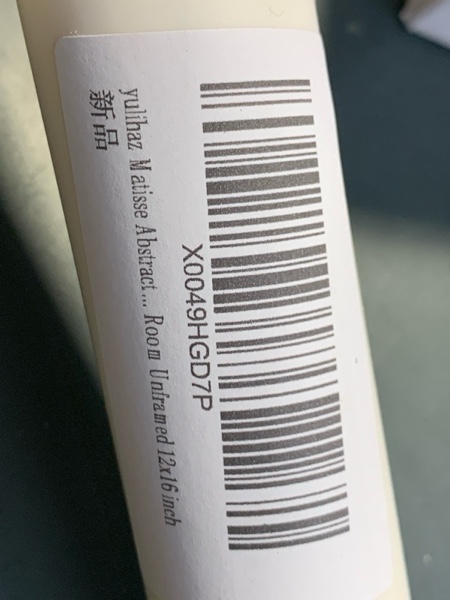 X0049HGD7P
yulihaz Matisse Abstract... Room Unframed 12x16 inch
新品